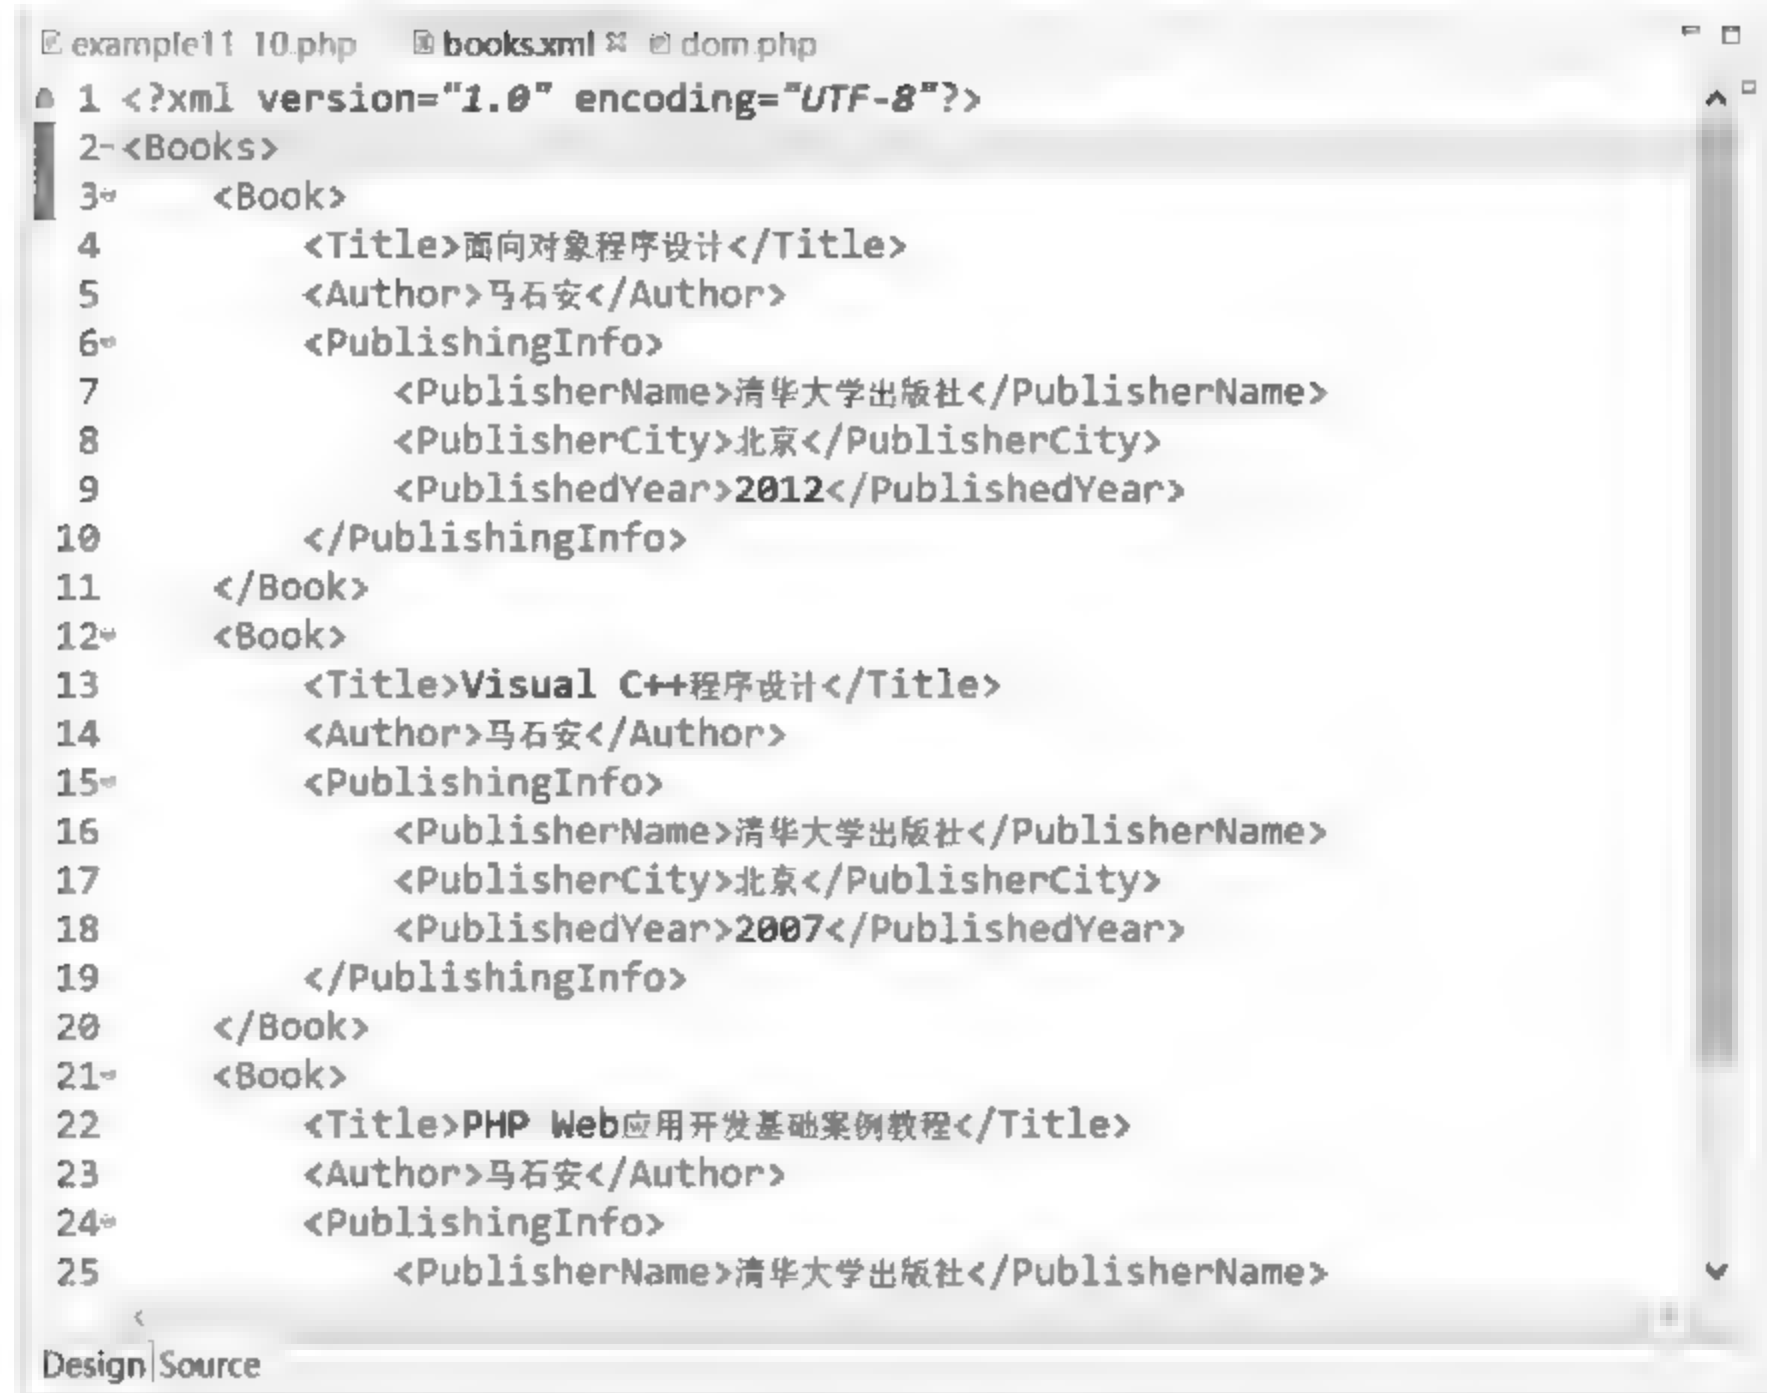 example11_10.php books.xml dom.php
1 <?xml version="1.0" encoding="UTF-8"?>
2 <Books>
3 <Book>
4 <Title>面向对象程序设计</Title>
5 <Author>马石安</Author>
6 <PublishingInfo>
7 <PublisherName>清华大学出版社</PublisherName>
8 <PublisherCity>北京</PublisherCity>
9 <PublishedYear>2012</PublishedYear>
10 </PublishingInfo>
11 </Book>
12 <Book>
13 <Title>Visual C++程序设计</Title>
14 <Author>马石安</Author>
15 <PublishingInfo>
16 <PublisherName>清华大学出版社</PublisherName>
17 <PublisherCity>北京</PublisherCity>
18 <PublishedYear>2007</PublishedYear>
19 </PublishingInfo>
20 </Book>
21 <Book>
22 <Title>PHP Web应用开发基础案例教程</Title>
23 <Author>马石安</Author>
24 <PublishingInfo>
25 <PublisherName>清华大学出版社</PublisherName>
Design Source